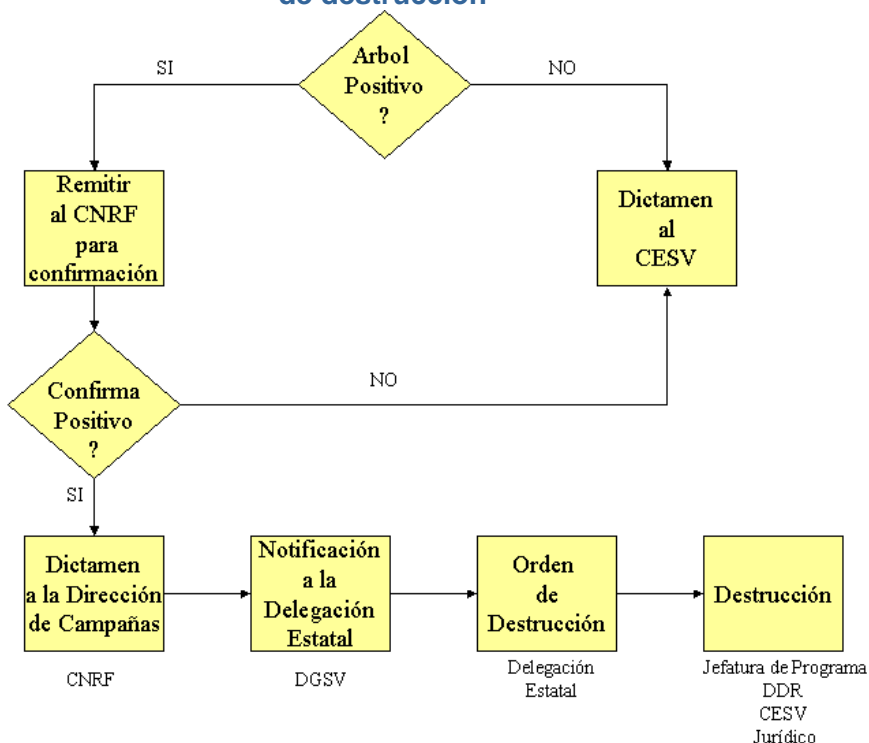 de destrucción
Arbol
Positivo
?
SI
NO
Remitir
al CNRF
para
confirmación
Dictamen
al
CESV
Confirma
Positivo
?
NO
SI
Dictamen
a la Dirección
de Campañas
CNRF
Notificación
a la
Delegación
Estatal
DGSV
Orden
de
Destrucción
Delegación
Estatal
Destrucción
Jefatura de Programa
DDR
CESV
Jurídico